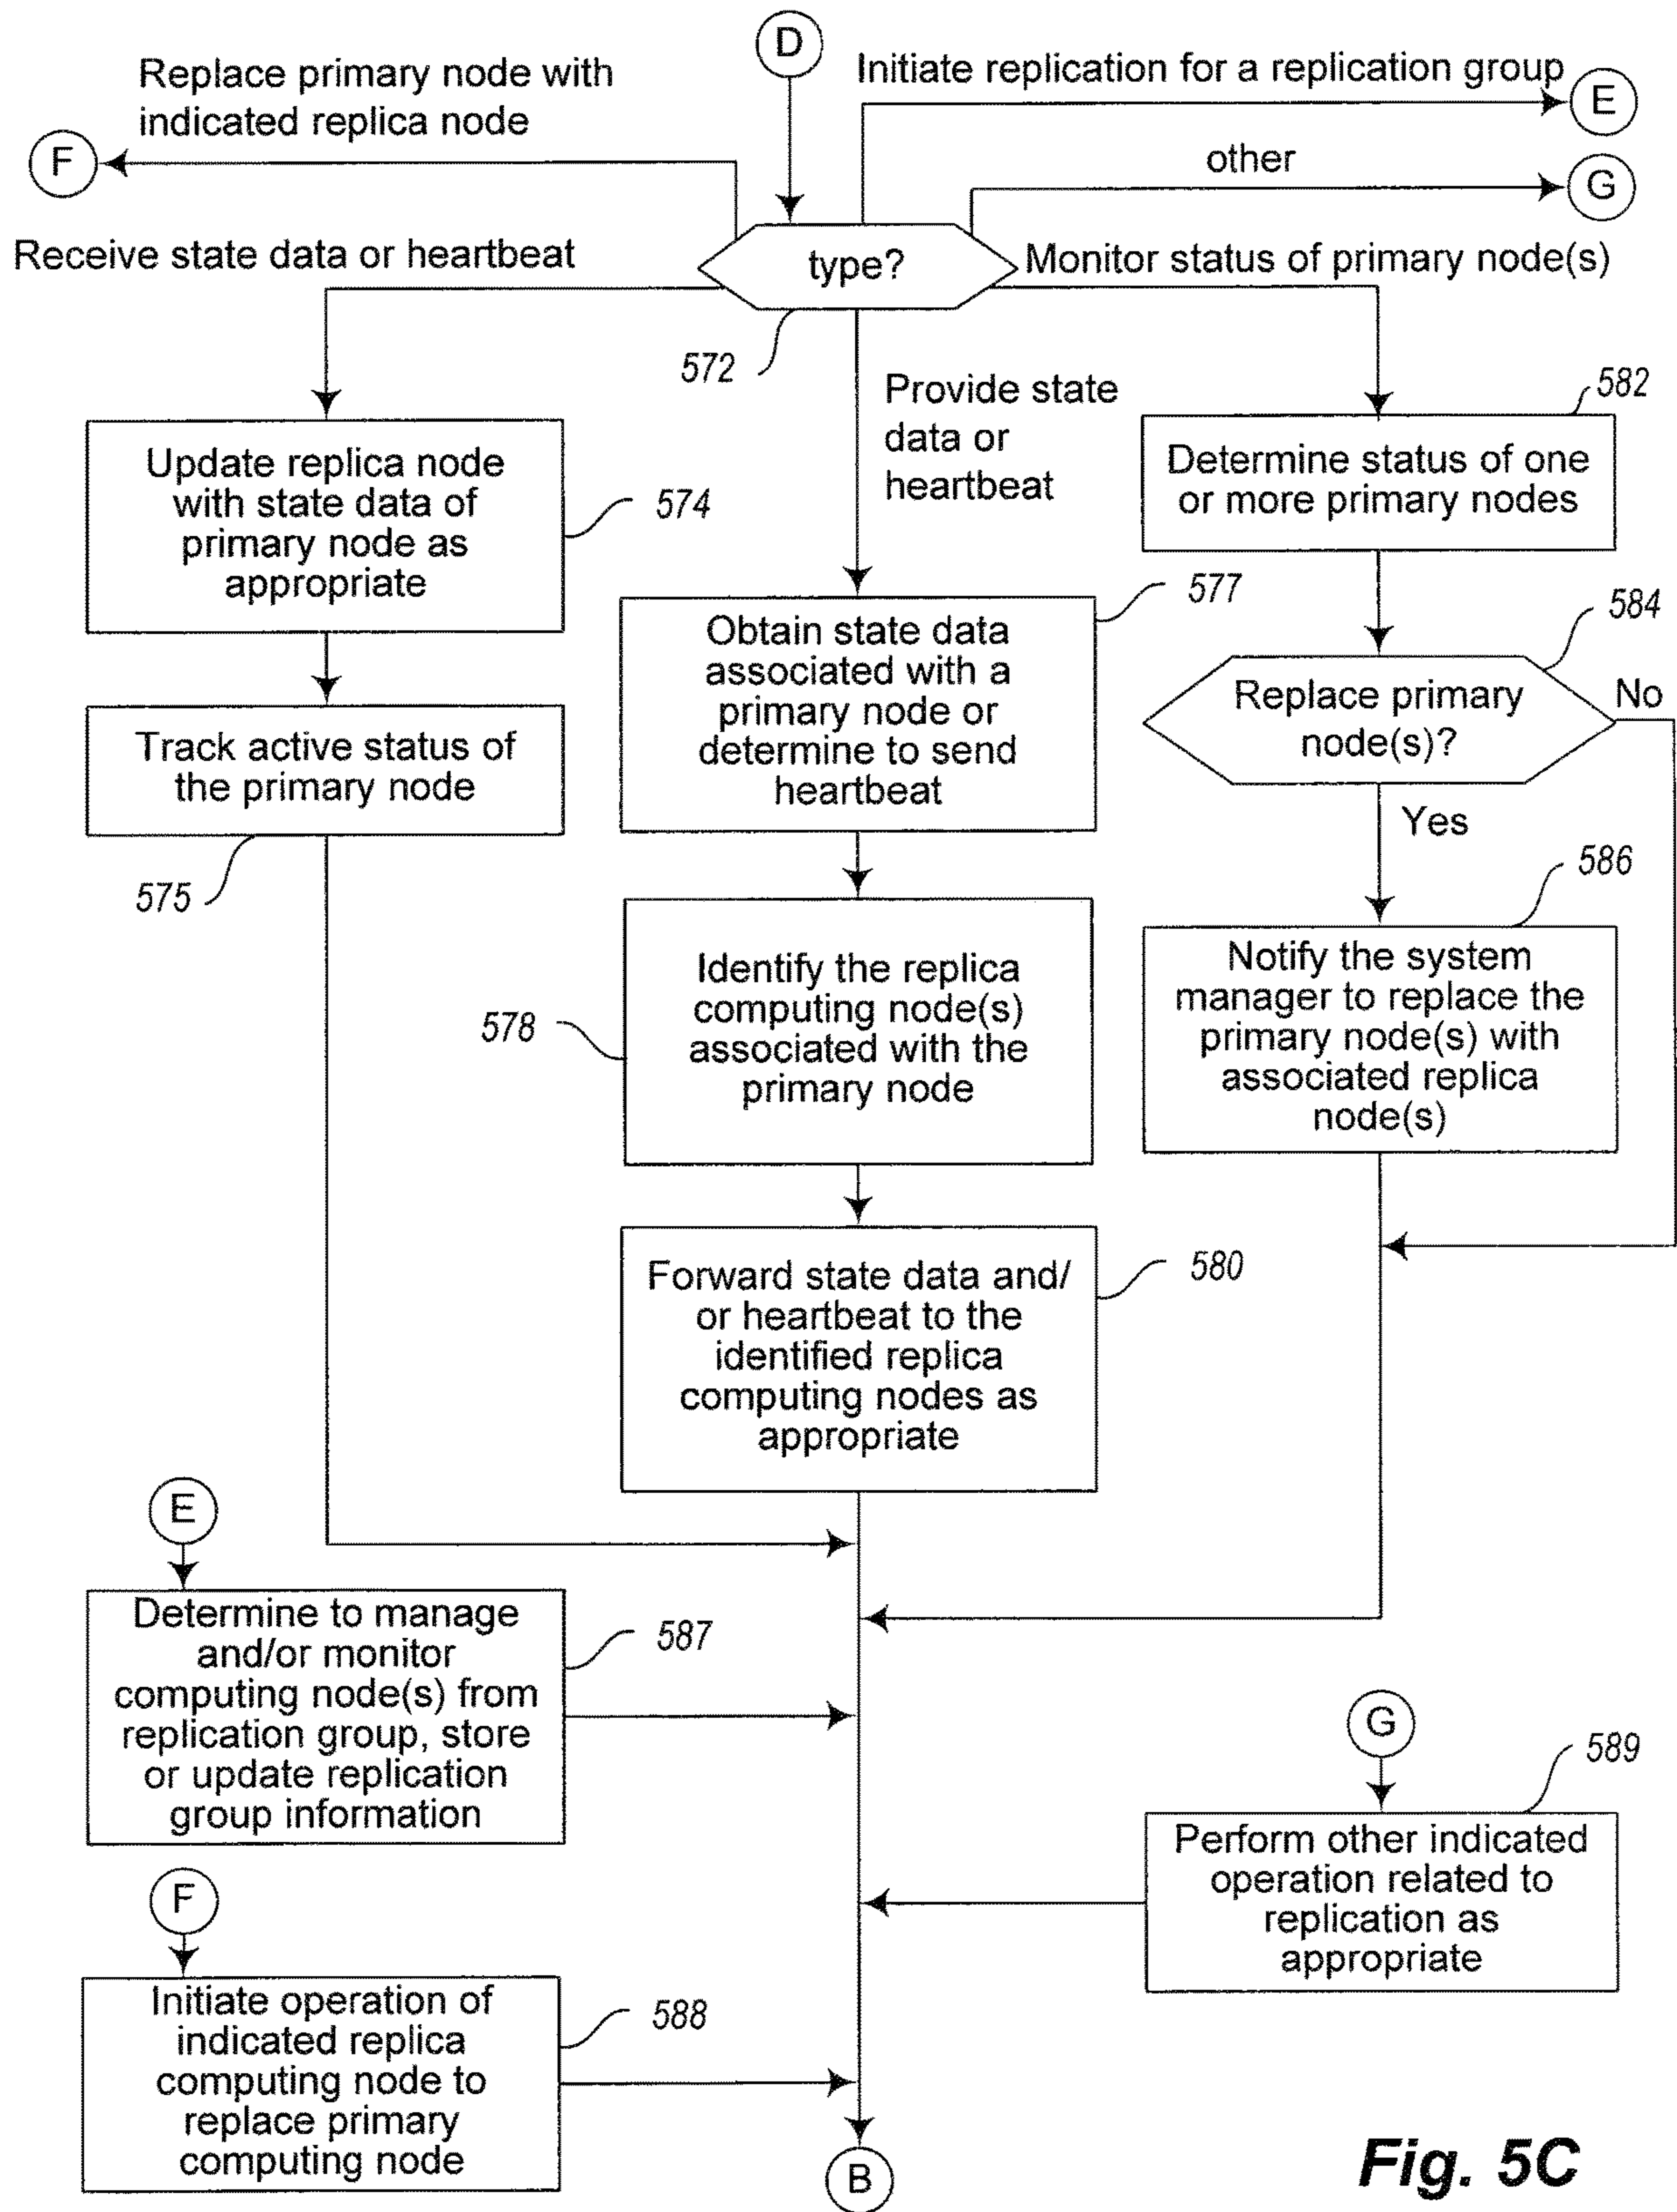 D
Replace primary node with
indicated replica node
Initiate replication for a replication group
E
F
other
G
Receive state data or heartbeat
type?
Monitor status of primary node(s)
572
Provide state
data or
heartbeat
582
Update replica node
with state data of
primary node as
appropriate
574
Determine status of one
or more primary nodes
577
584
Obtain state data
associated with a
primary node or
determine to send
heartbeat
Replace primary
node(s)?
No
Track active status of
the primary node
575
Yes
586
Identify the replica
computing node(s)
associated with the
primary node
578
Notify the system
manager to replace the
primary node(s) with
associated replica
node(s)
Forward state data and/
or heartbeat to the
identified replica
computing nodes as
appropriate
580
E
Determine to manage
and/or monitor
computing node(s) from
replication group, store
or update replication
group information
587
G
589
Perform other indicated
operation related to
replication as
appropriate
F
Initiate operation of
indicated replica
computing node to
replace primary
computing node
588
B
Fig. 5C